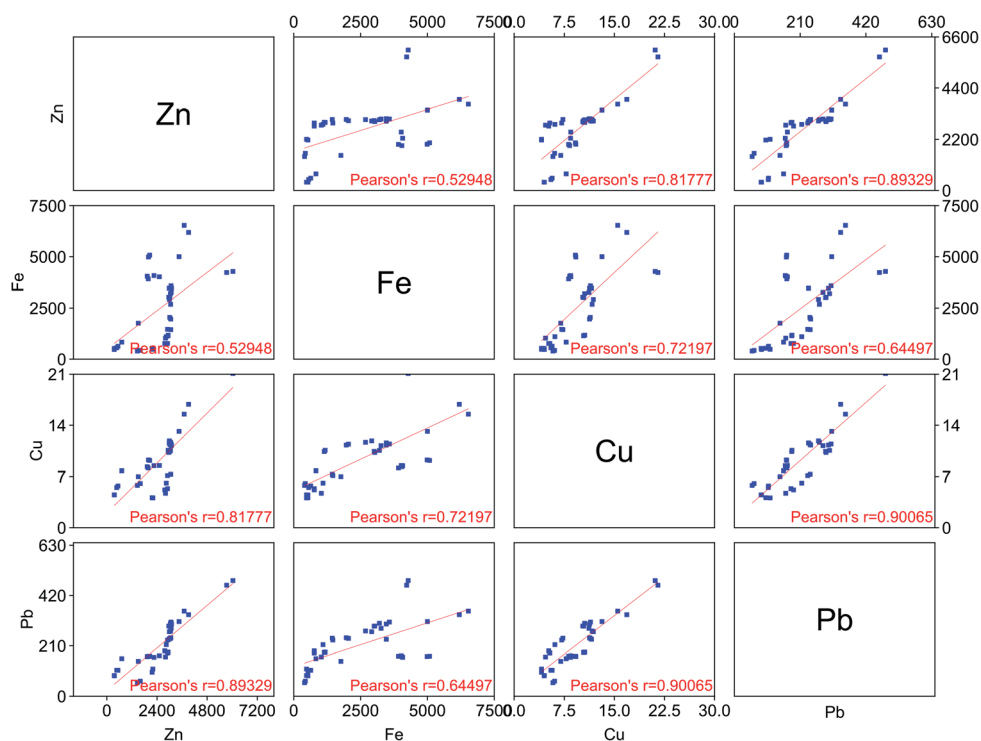 0 2500 5000 7500 0.0 7.5 15.0 22.5 30.0 210 420 630
Zn Zn 6600
4400
2200
0
Pearson's r=0.52948 Pearson's r=0.81777 Pearson's r=0.89329
Fe 7500 Fe 7500
5000 5000
2500 2500
0 0
Pearson's r=0.52948 Pearson's r=0.72197 Pearson's r=0.64497
Cu 21 Cu 21
14 14
7 7
0 0
Pearson's r=0.81777 Pearson's r=0.72197 Pearson's r=0.90065
Pb 630 Pb 630
420 420
210 210
0 0
Pearson's r=0.89329 Pearson's r=0.64497 Pearson's r=0.90065
0 2400 4800 7200 0 2500 5000 7500 0.0 7.5 15.0 22.5 30.0
Zn Fe Cu Pb